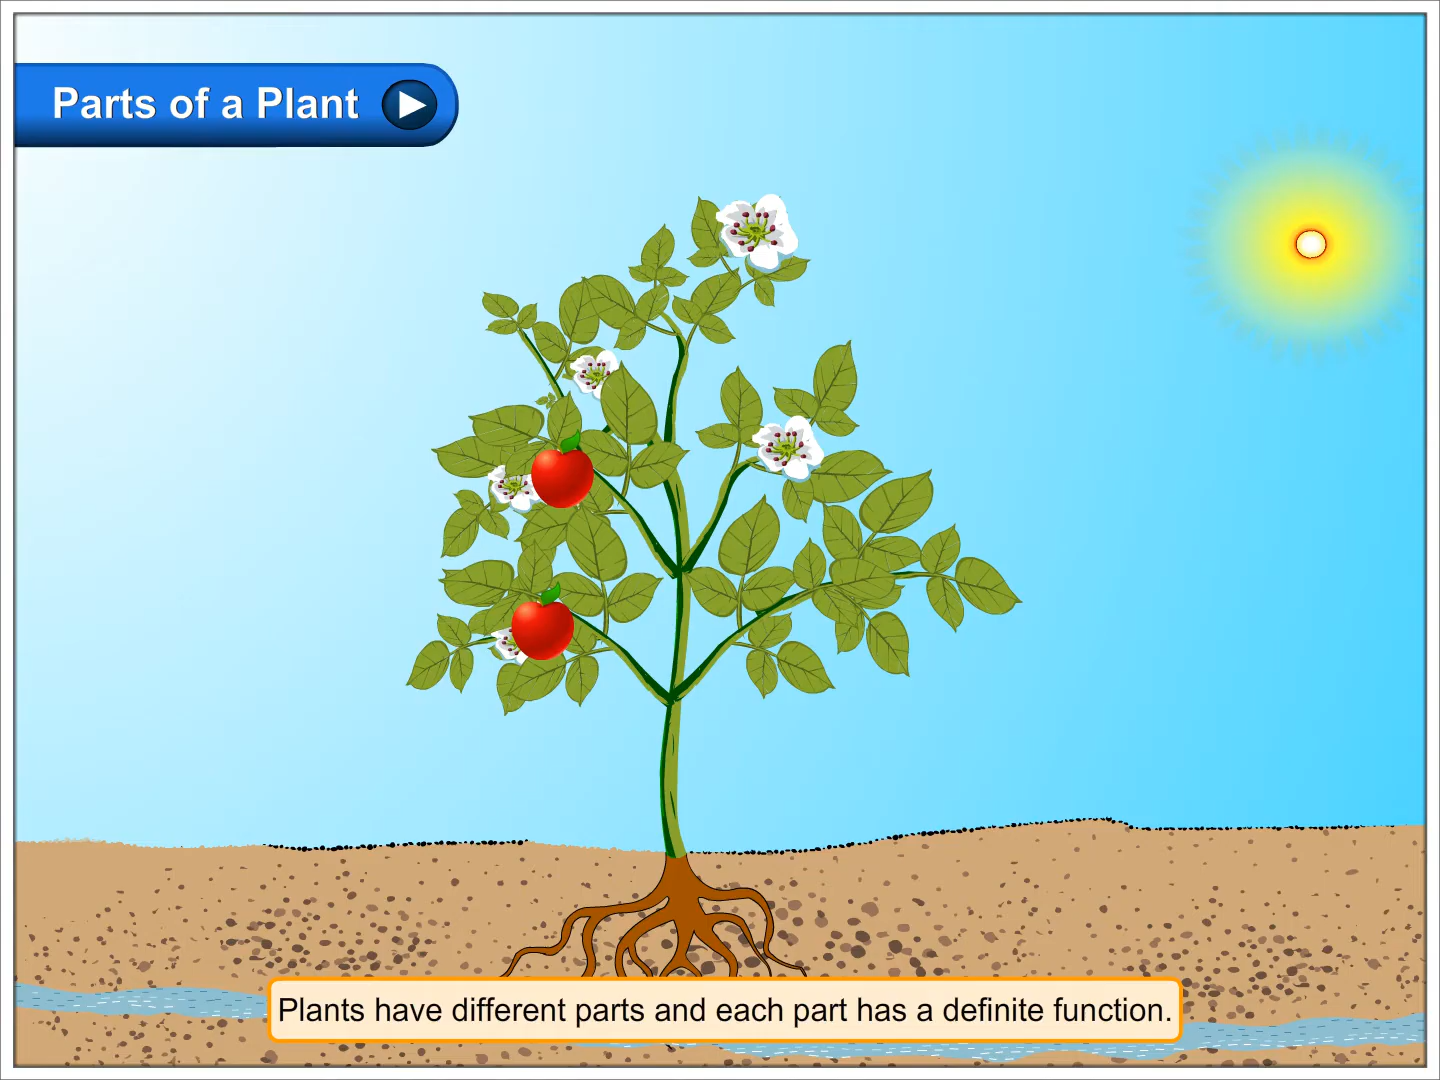 Parts of a Plant
Plants have different parts and each part has a definite function.